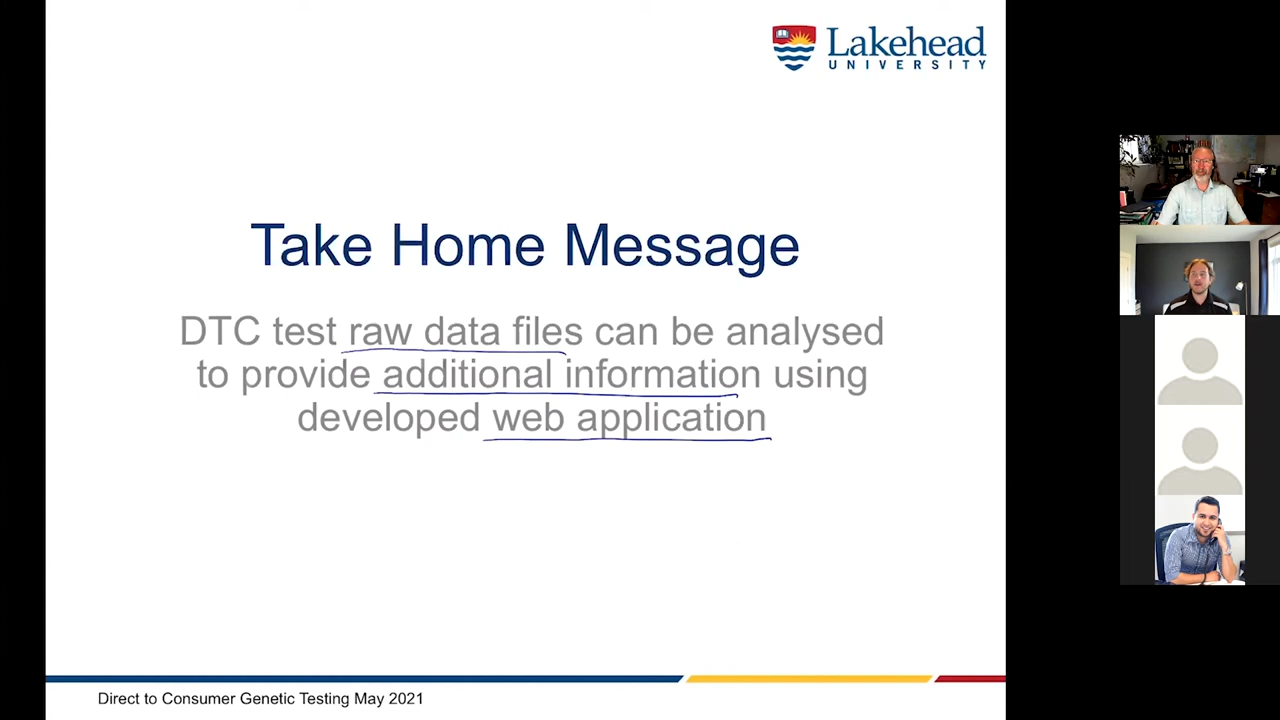 Lakehead
UNIVERSITY
Take Home Message
DTC test raw data files can be analysed
to provide additional information using
developed web application
Direct to Consumer Genetic Testing May 2021